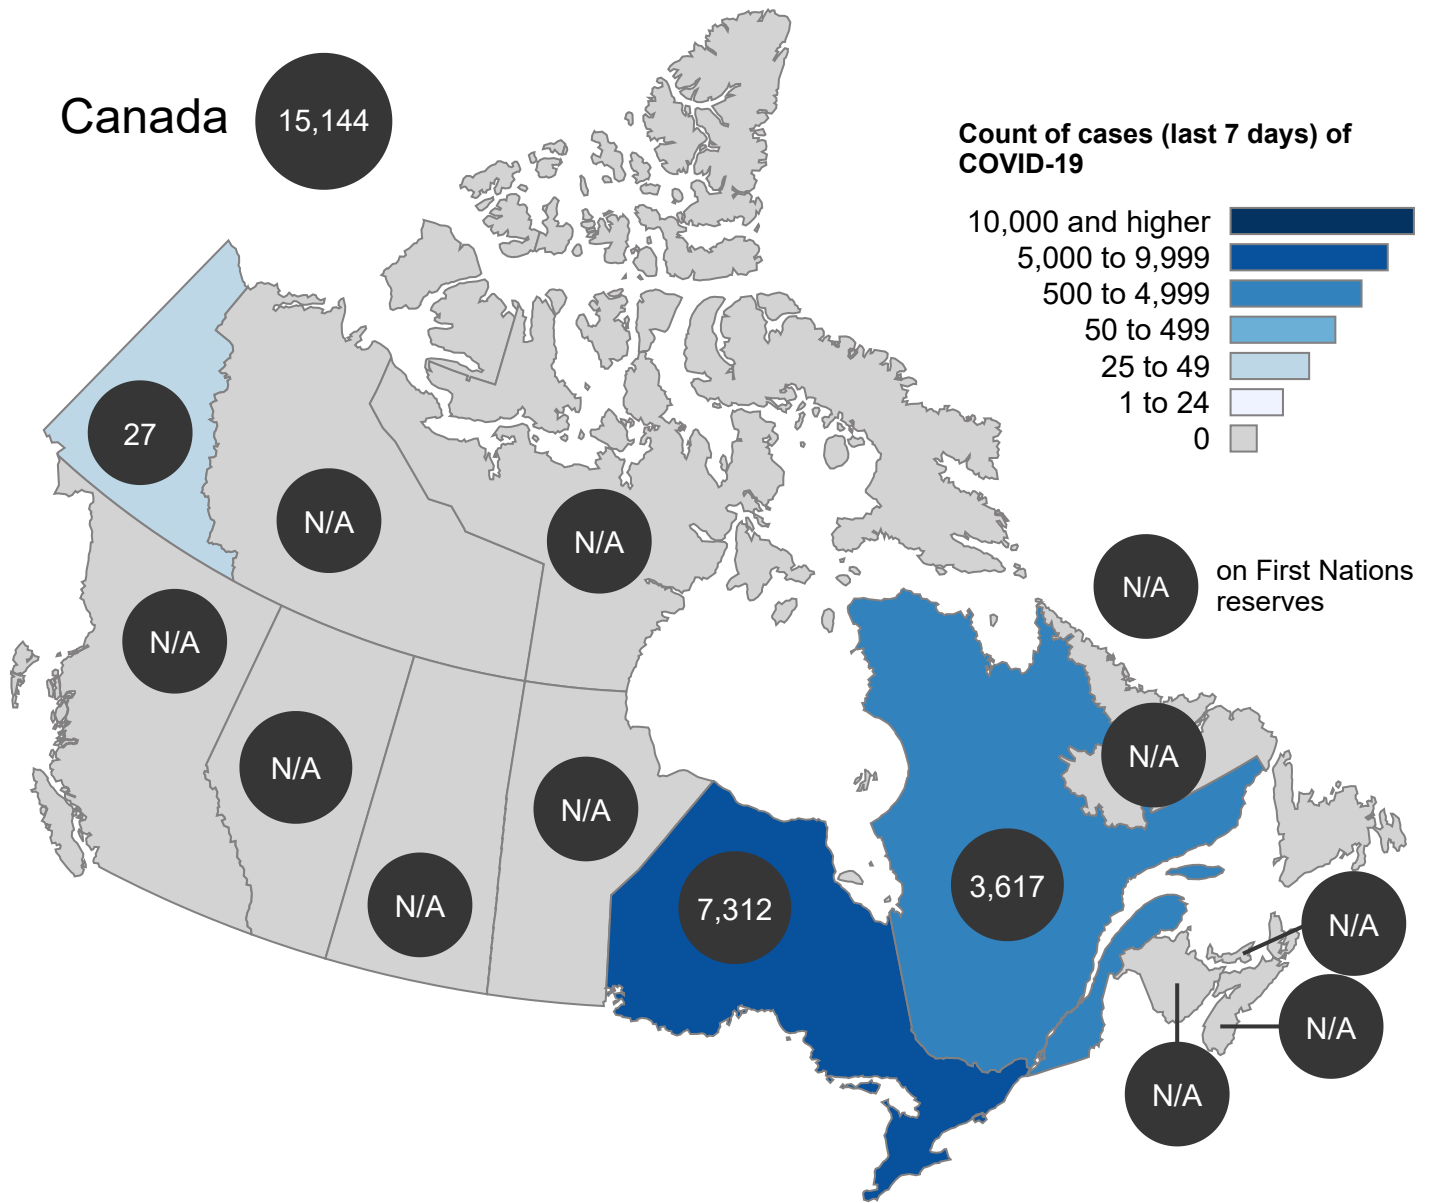 Canada
15,144
Count of cases (last 7 days) of
COVID-19
10,000 and higher
5,000 to 9,999
500 to 4,999
50 to 499
25 to 49
1 to 24
0
27
N/A
N/A
N/A
on First Nations
reserves
N/A
N/A
N/A
N/A
N/A
7,312
3,617
N/A
N/A
N/A